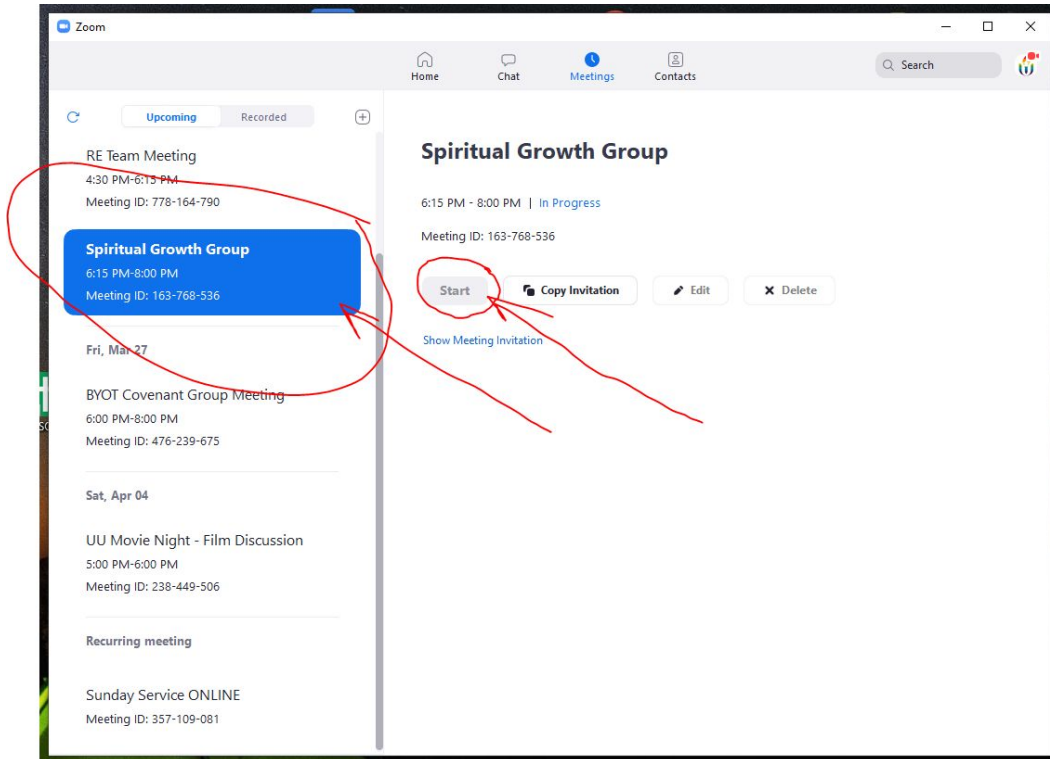 Zoom
Home
Chat
Meetings
Contacts
Search
Upcoming
Recorded
RE Team Meeting
4:30 PM-6:15 PM
Meeting ID: 778-164-790
Spiritual Growth Group
6:15 PM-8:00 PM
Meeting ID: 163-768-536
Fri, Mar 27
BYOT Covenant Group Meeting
6:00 PM-8:00 PM
Meeting ID: 476-239-675
Sat, Apr 04
UU Movie Night - Film Discussion
5:00 PM-6:00 PM
Meeting ID: 238-449-506
Recurring meeting
Sunday Service ONLINE
Meeting ID: 357-109-081
Spiritual Growth Group
6:15 PM - 8:00 PM | In Progress
Meeting ID: 163-768-536
Start
Copy Invitation
Edit
Delete
Show Meeting Invitation